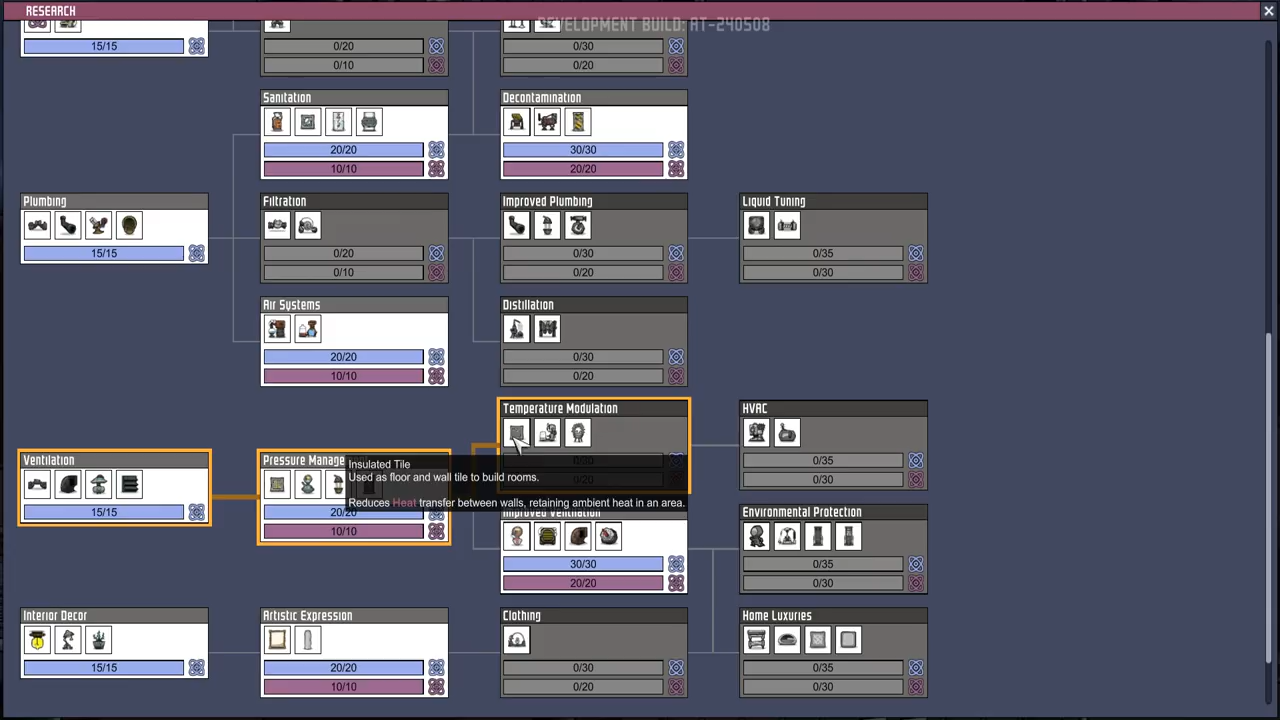 RESEARCH
DEVELOPMENT BUILD: AT-240508
15/15
0/20
0/10
0/30
0/20
Sanitation
20/20
10/10
Decontamination
30/30
20/20
Plumbing
15/15
Filtration
0/20
0/10
Improved Plumbing
0/30
0/20
Liquid Tuning
0/35
0/30
Air Systems
20/20
10/10
Distillation
0/30
0/20
Temperature Modulation
0/30
0/20
HVAC
0/35
0/30
Ventilation
15/15
Pressure Manage
20/20
10/10
Insulated Tile
Used as floor and wall tile to build rooms.
Reduces Heat transfer between walls, retaining ambient heat in an area.
Improved Ventilation
30/30
20/20
Environmental Protection
0/35
0/30
Interior Decor
15/15
Artistic Expression
20/20
10/10
Clothing
0/30
0/20
Home Luxuries
0/35
0/30